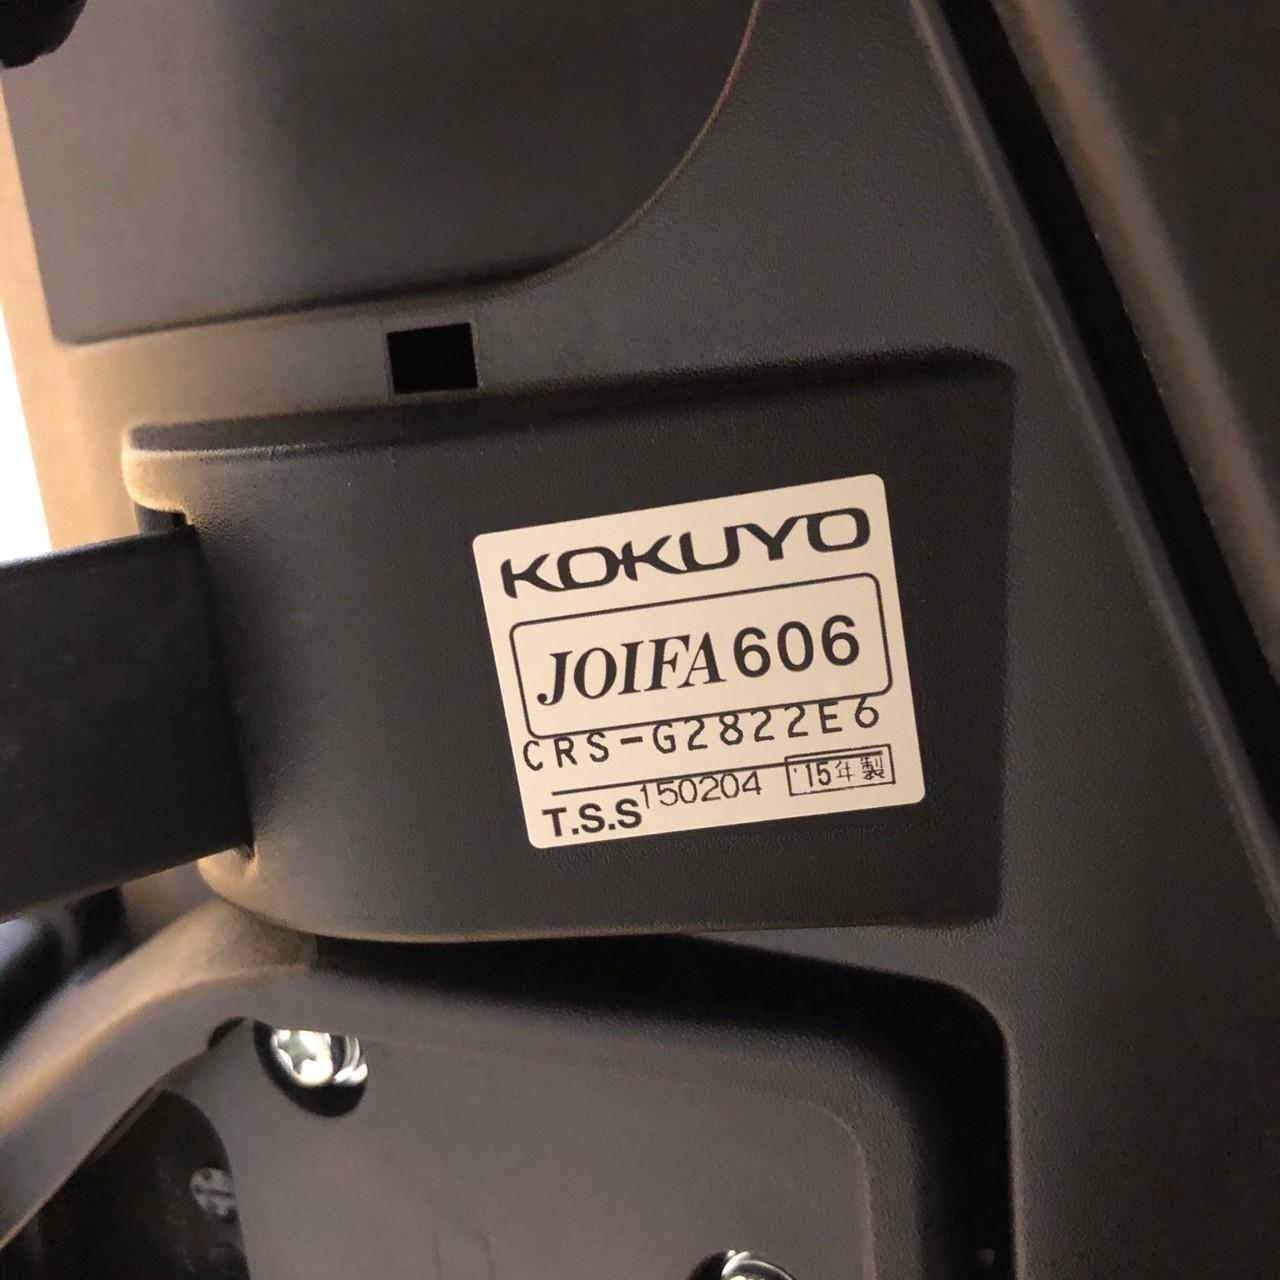 KOKUYO
JOIFA 606
CRS-G2822E6
T.S.S 150204 '15年製